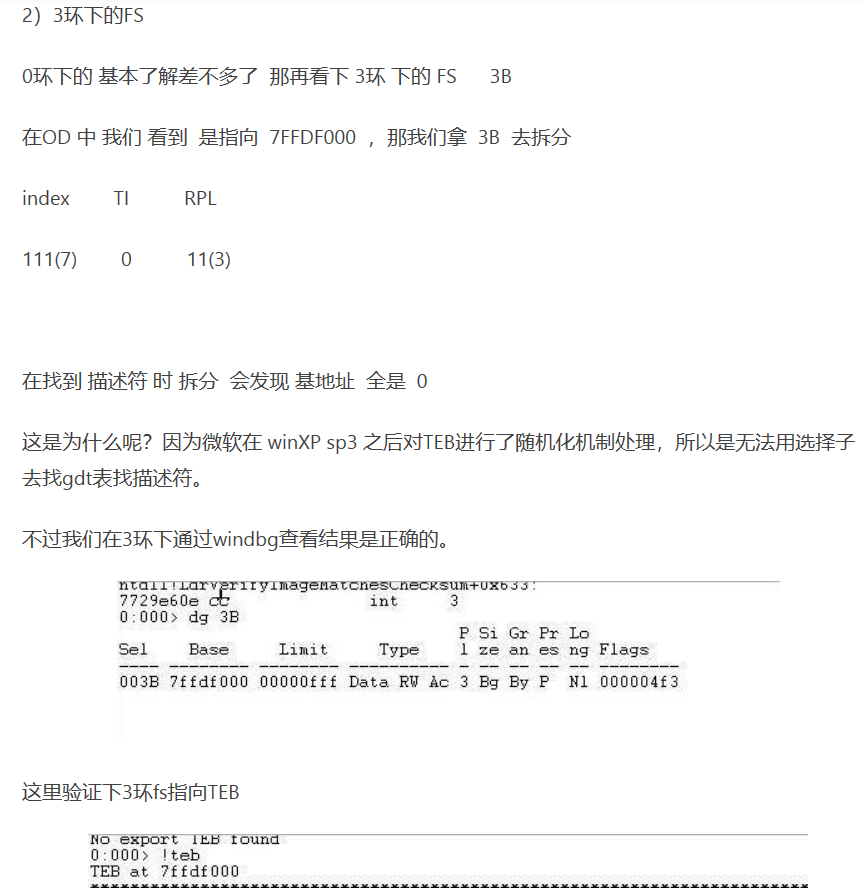 2）3环下的FS
0环下的 基本了解差不多了 那再看下 3环 下的 FS 3B
在OD 中 我们 看到 是指向 7FFDF000 ，那我们拿 3B 去拆分
index TI RPL
111(7) 0 11(3)
在找到 描述符 时 拆分 会发现 基地址 全是 0
这是为什么呢？因为微软在 winXP sp3 之后对TEB进行了随机化机制处理，所以是无法用选择子
去找gdt表找描述符。
不过我们在3环下通过windbg查看结果是正确的。
ntdll!LdrVerifyImageMatchesChecksum+0x633:
7729e60e cc int 3
0:000> dg 3B
P Si Gr Pr Lo
Sel Base Limit Type l ze an es ng Flags
---- -------- -------- ---------- - -- -- -- -- --------
003B 7ffdf000 00000fff Data RW Ac 3 Bg By P Nl 000004f3
这里验证下3环fs指向TEB
No export TEB found
0:000> !teb
TEB at 7ffdf000